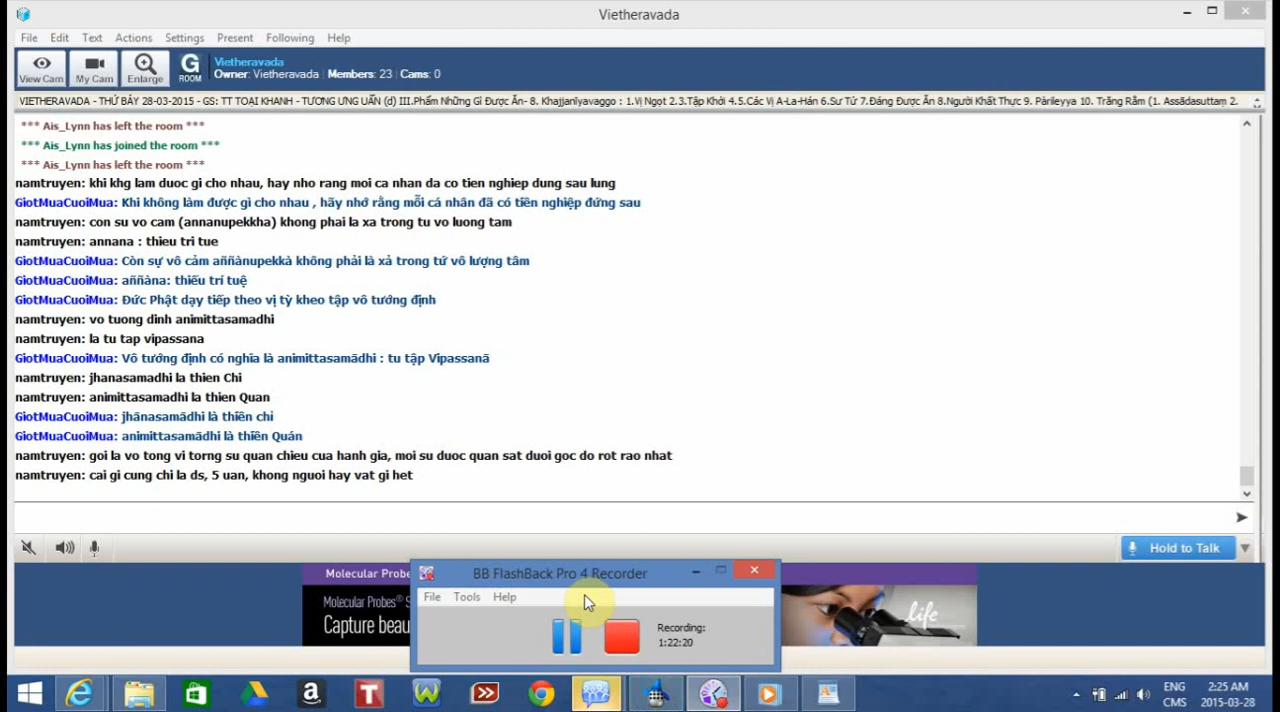 Vietheravada
File Edit Text Actions Settings Present Following Help
View Cam My Cam Enlarge G ROOM
Vietheravada
Owner: Vietheravada Members: 23 Cams: 0
VIETHERAVADA - THỨ BẢY 28-03-2015 - GS: TT TOẠI KHANH - TƯƠNG ƯNG UẨN (d) III.Phẩm Những Gì Được Ăn- 8. Khajjanīyavaggo : 1.Vị Ngọt 2.3.Tập Khởi 4.5.Các Vị A-La-Hán 6.Sư Tử 7.Đáng Được Ăn 8.Người Khất Thực 9. Pārileyya 10. Trăng Rằm (1. Assādasuttaṃ 2.
*** Ais_Lynn has left the room ***
*** Ais_Lynn has joined the room ***
*** Ais_Lynn has left the room ***
namtruyen: khi khg lam duoc gi cho nhau, hay nho rang moi ca nhan da co tien nghiep dung sau lung
GiotMuaCuoiMua: Khi không làm được gì cho nhau , hãy nhớ rằng mỗi cá nhân đã có tiền nghiệp đứng sau
namtruyen: con su vo cam (annanupekkha) khong phai la xa trong tu vo luong tam
namtruyen: annana : thieu tri tue
GiotMuaCuoiMua: Còn sự vô cảm aññànupekkà không phải là xả trong tứ vô lượng tâm
GiotMuaCuoiMua: aññàna: thiếu trí tuệ
GiotMuaCuoiMua: Đức Phật dạy tiếp theo vị tỳ kheo tập vô tướng định
namtruyen: vo tuong dinh animittasamadhi
namtruyen: la tu tap vipassana
GiotMuaCuoiMua: Vô tướng định có nghĩa là animittasamādhi : tu tập Vipassanā
namtruyen: jhanasamadhi la thien Chi
namtruyen: animittasamadhi la thien Quan
GiotMuaCuoiMua: jhānasamādhi là thiền chỉ
GiotMuaCuoiMua: animittasamādhi là thiền Quán
namtruyen: goi la vo tong vi torng su quan chieu cua hanh gia, moi su duoc quan sat duoi goc do rot rao nhat
namtruyen: cai gi cung chi la ds, 5 uan, khong nguoi hay vat gi het
Hold to Talk
Molecular Probe
Molecular Probes® S
Capture beau
BB FlashBack Pro 4 Recorder
File Tools Help
Recording:
1:22:20
life
ENG 2:25 AM
CMS 2015-03-28